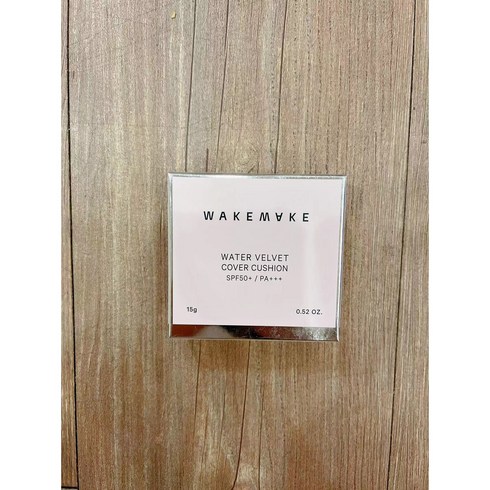 WAKEMAKE
WATER VELVET
COVER CUSHION
SPF50+ / PA+++
15g 0.52 OZ.